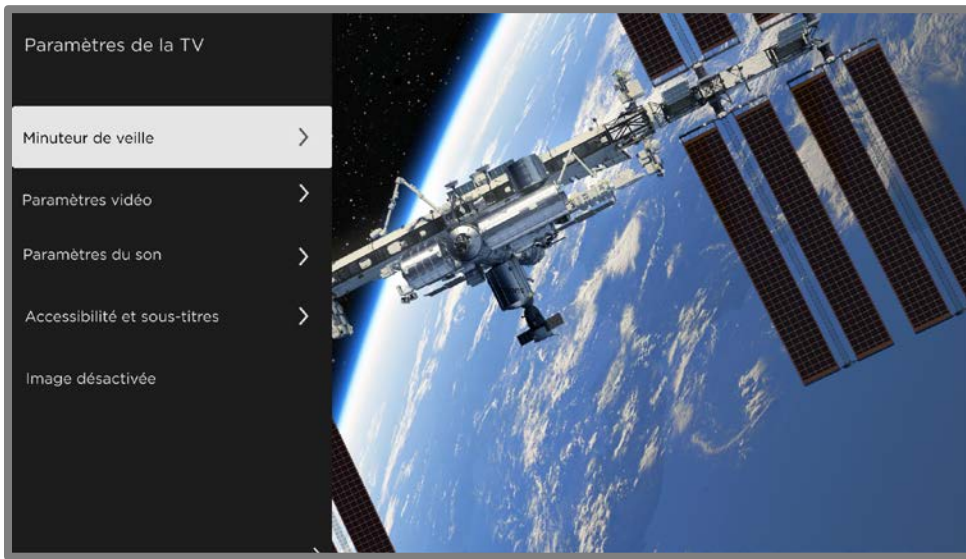 Paramètres de la TV
Minuteur de veille
Paramètres vidéo
Paramètres du son
Accessibilité et sous-titres
Image désactivée